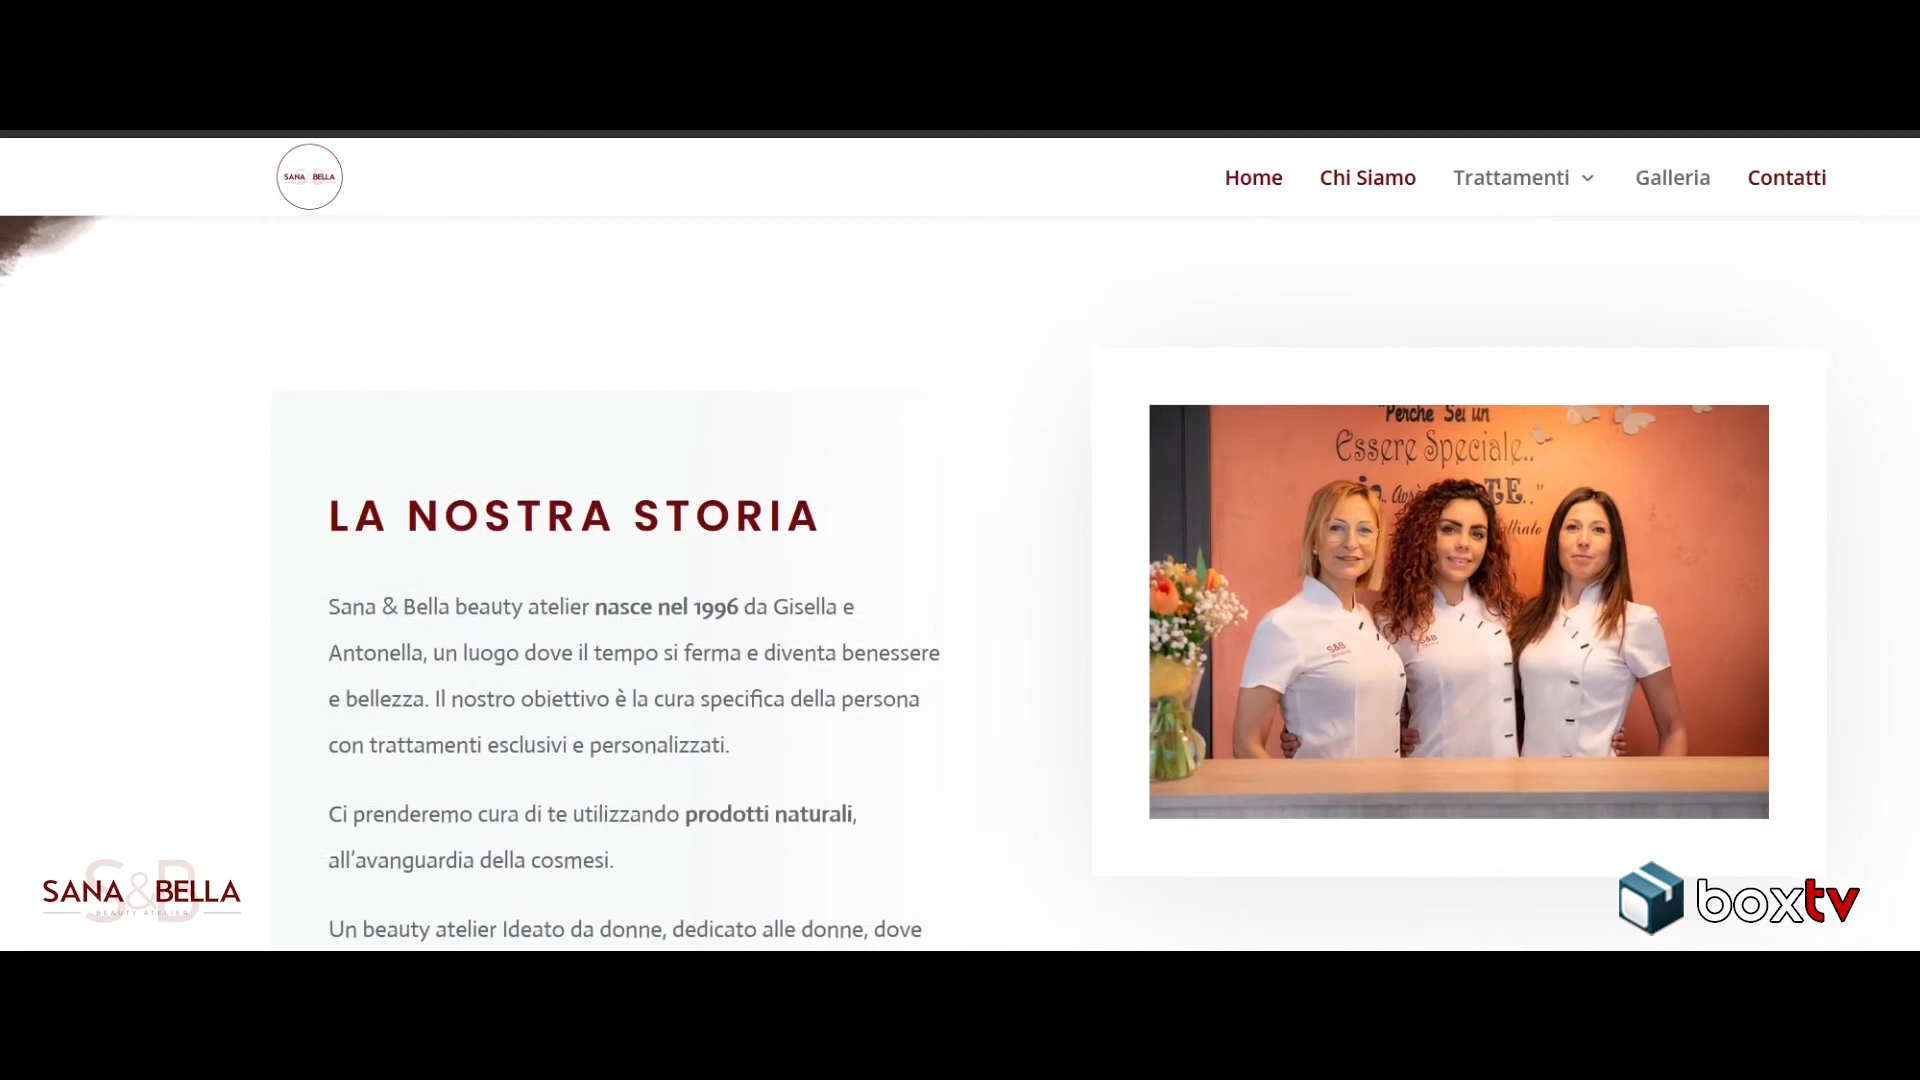 SANA & BELLA
Home
Chi Siamo
Trattamenti
Galleria
Contatti
"Perche Sei un
Essere Speciale..
LA NOSTRA STORIA
Sana & Bella beauty atelier nasce nel 1996 da Gisella e
Antonella, un luogo dove il tempo si ferma e diventa benessere
e bellezza. Il nostro obiettivo è la cura specifica della persona
con trattamenti esclusivi e personalizzati.
Ci prenderemo cura di te utilizzando prodotti naturali,
all'avanguardia della cosmesi.
Un beauty atelier Ideato da donne, dedicato alle donne, dove
S&B
S&B
S&B
SANA & BELLA
BEAUTY ATELIER
boxtv